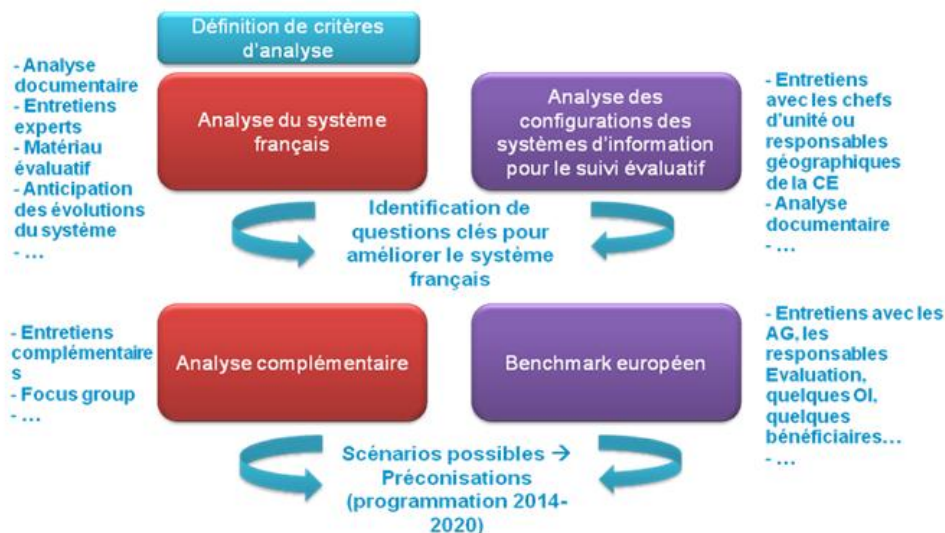 Définition de critères
d'analyse
- Analyse
documentaire
- Entretiens
experts
- Matériau
évaluatif
- Anticipation
des évolutions
du système
- ...
Analyse du système
français
Analyse des
configurations des
systèmes d'information
pour le suivi évaluatif
- Entretiens
avec les chefs
d'unité ou
responsables
géographiques
de la CE
- Analyse
documentaire
- ...
Identification de
questions clés pour
améliorer le système
français
- Entretiens
complémentaire
s
- Focus group
- ...
Analyse complémentaire
Benchmark européen
- Entretiens avec les
AG, les
responsables
Evaluation,
quelques OI,
quelques
bénéficiaires...
- ...
Scénarios possibles →
Préconisations
(programmation 2014-
2020)